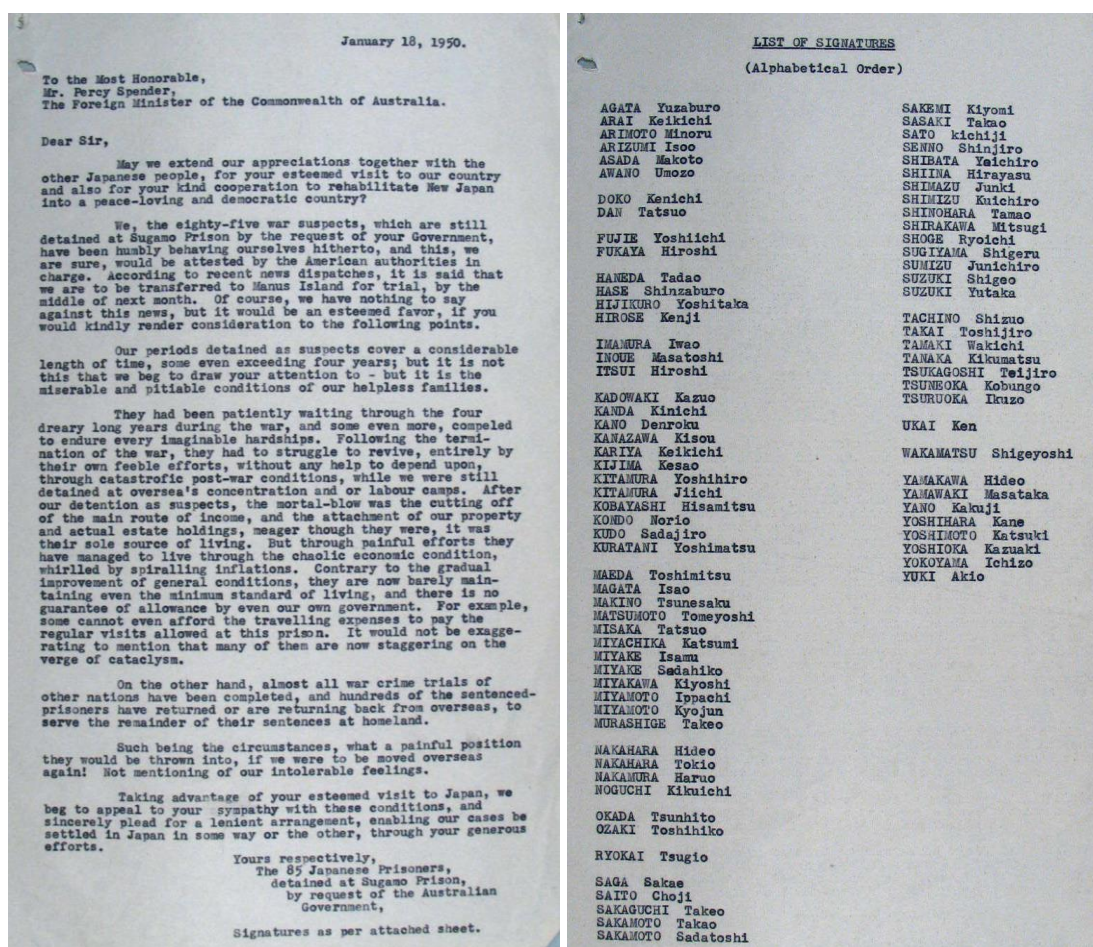 January 18, 1950.
To the Most Honorable,
Mr. Percy Spender,
The Foreign Minister of the Commonwealth of Australia.
Dear Sir,
May we extend our appreciations together with the
other Japanese people, for your esteemed visit to our country
and also for your kind cooperation to rehabilitate New Japan
into a peace-loving and democratic country?
We, the eighty-five war suspects, which are still
detained at Sugamo Prison by the request of your Government,
have been humbly behaving ourselves hitherto, and this, we
are sure, would be attested by the American authorities in
charge. According to recent news dispatches, it is said that
we are to be transferred to Manus Island for trial, by the
middle of next month. Of course, we have nothing to say
against this news, but it would be an esteemed favor, if you
would kindly render consideration to the following points.
Our periods detained as suspects cover a considerable
length of time, some even exceeding four years; but it is not
this that we beg to draw your attention to - but it is the
miserable and pitiable conditions of our helpless families.
They had been patiently waiting through the four
dreary long years during the war, and some even more, compeled
to endure every imaginable hardships. Following the termi-
nation of the war, they had to struggle to revive, entirely by
their own feeble efforts, without any help to depend upon,
through catastrofic post-war conditions, while we were still
detained at oversea's concentration and or labour camps. After
our detention as suspects, the mortal-blow was the cutting off
of the main route of income, and the attachment of our property
and actual estate holdings, meager though they were, it was
their sole source of living. But through painful efforts they
have managed to live through the chaolic economic condition,
whirlled by spiralling inflations. Contrary to the gradual
improvement of general conditions, they are now barely main-
taining even the minimum standard of living, and there is no
guarantee of allowance by even our own government. For example,
some cannot even afford the travelling expenses to pay the
regular visits allowed at this prison. It would not be exagge-
rating to mention that many of them are now staggering on the
verge of cataclysm.
On the other hand, almost all war crime trials of
other nations have been completed, and hundreds of the sentenced-
prisoners have returned or are returning back from overseas, to
serve the remainder of their sentences at homeland.
Such being the circumstances, what a painful position
they would be thrown into, if we were to be moved overseas
again! Not mentioning of our intolerable feelings.
Taking advantage of your esteemed visit to Japan, we
beg to appeal to your sympathy with these conditions, and
sincerely plead for a lenient arrangement, enabling our cases be
settled in Japan in some way or the other, through your generous
efforts.
Yours respectively,
The 85 Japanese Prisoners,
detained at Sugamo Prison,
by request of the Australian
Government,
Signatures as per attached sheet.
LIST OF SIGNATURES
(Alphabetical Order)
AGATA Yuzaburo
ARAI Keikichi
ARIMOTO Minoru
ARIZUMI Isoo
ASADA Makoto
AWANO Umozo
DOKO Kenichi
DAN Tatsuo
FUJIE Yoshiichi
FUKAYA Hiroshi
HANEDA Tadao
HASE Shinzaburo
HIJIKURO Yoshitaka
HIROSE Kenji
IMAMURA Iwao
INOUE Masatoshi
ITSUI Hiroshi
KADOWAKI Kazuo
KANDA Kinichi
KANO Denroku
KANAZAWA Kisou
KARIYA Keikichi
KIJIMA Kesao
KITAMURA Yoshihiro
KITAMURA Jiichi
KOBAYASHI Hisamitsu
KONDO Norio
KUDO Sadajiro
KURATANI Yoshimatsu
MAEDA Toshimitsu
MAGATA Isao
MAKINO Tsunesaku
MATSUMOTO Tomeyoshi
MISAKA Tatsuo
MIYACHIKA Katsumi
MIYAKE Isamu
MIYAKE Sadahiko
MIYAKAWA Kiyoshi
MIYAMOTO Ippachi
MIYAMOTO Kyojun
MURASHIGE Takeo
NAKAHARA Hideo
NAKAHARA Tokio
NAKAMURA Haruo
NOGUCHI Kikuichi
OKADA Tsunhito
OZAKI Toshihiko
RYOKAI Tsugio
SAGA Sakae
SAITO Choji
SAKAGUCHI Takeo
SAKAMOTO Takao
SAKAMOTO Sadatoshi
SAKEMI Kiyomi
SASAKI Takao
SATO kichiji
SENNO Shinjiro
SHIBATA Yaichiro
SHIINA Hirayasu
SHIMAZU Junki
SHIMIZU Kuichiro
SHINOHARA Tamao
SHIRAKAWA Mitsugi
SHOGE Ryoichi
SUGIYAMA Shigeru
SUMIZU Junichiro
SUZUKI Shigeo
SUZUKI Yutaka
TACHINO Shizuo
TAKAI Toshijiro
TAMAKI Wakichi
TANAKA Kikumatsu
TSUKAGOSHI Teijiro
TSUNEOKA Kobungo
TSURUOKA Ikuzo
UKAI Ken
WAKAMATSU Shigeyoshi
YAMAKAWA Hideo
YAMAWAKI Masataka
YANO Kakuji
YOSHIHARA Kane
YOSHIMOTO Katsuki
YOSHIOKA Kazuaki
YOKOYAMA Ichizo
YUKI Akio